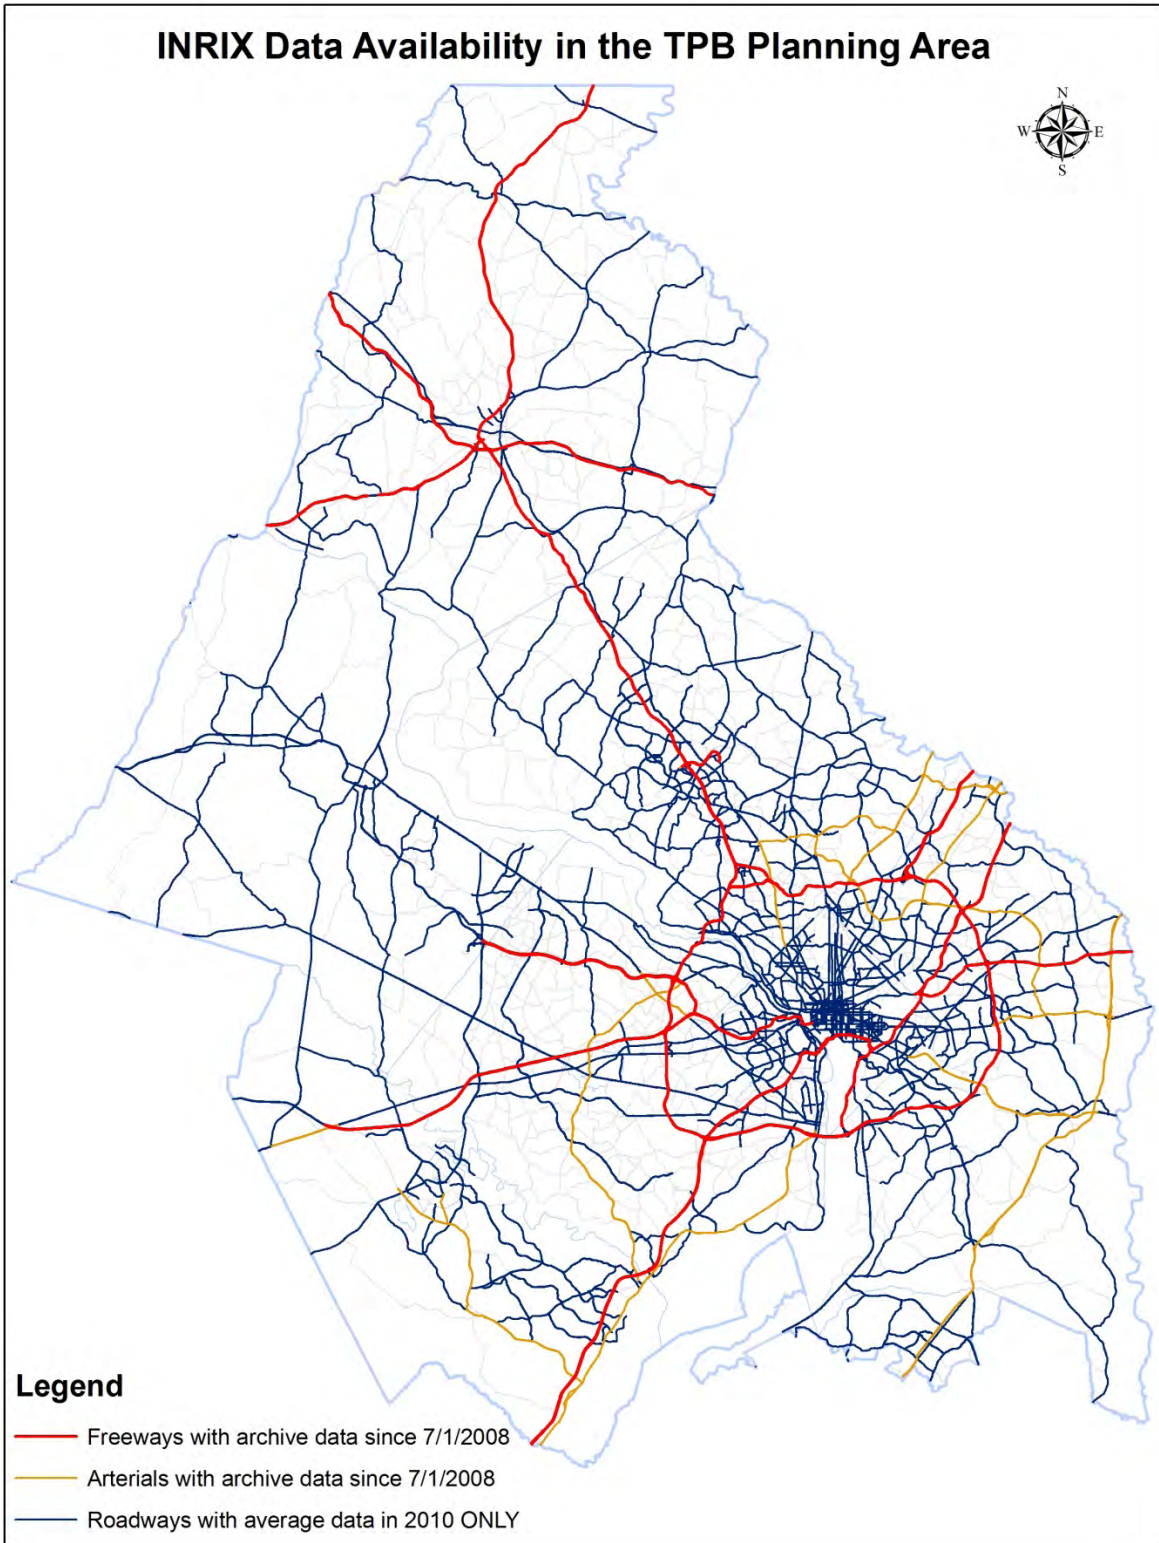 INRIX Data Availability in the TPB Planning Area
N
W E
S
Legend
Freeways with archive data since 7/1/2008
Arterials with archive data since 7/1/2008
Roadways with average data in 2010 ONLY